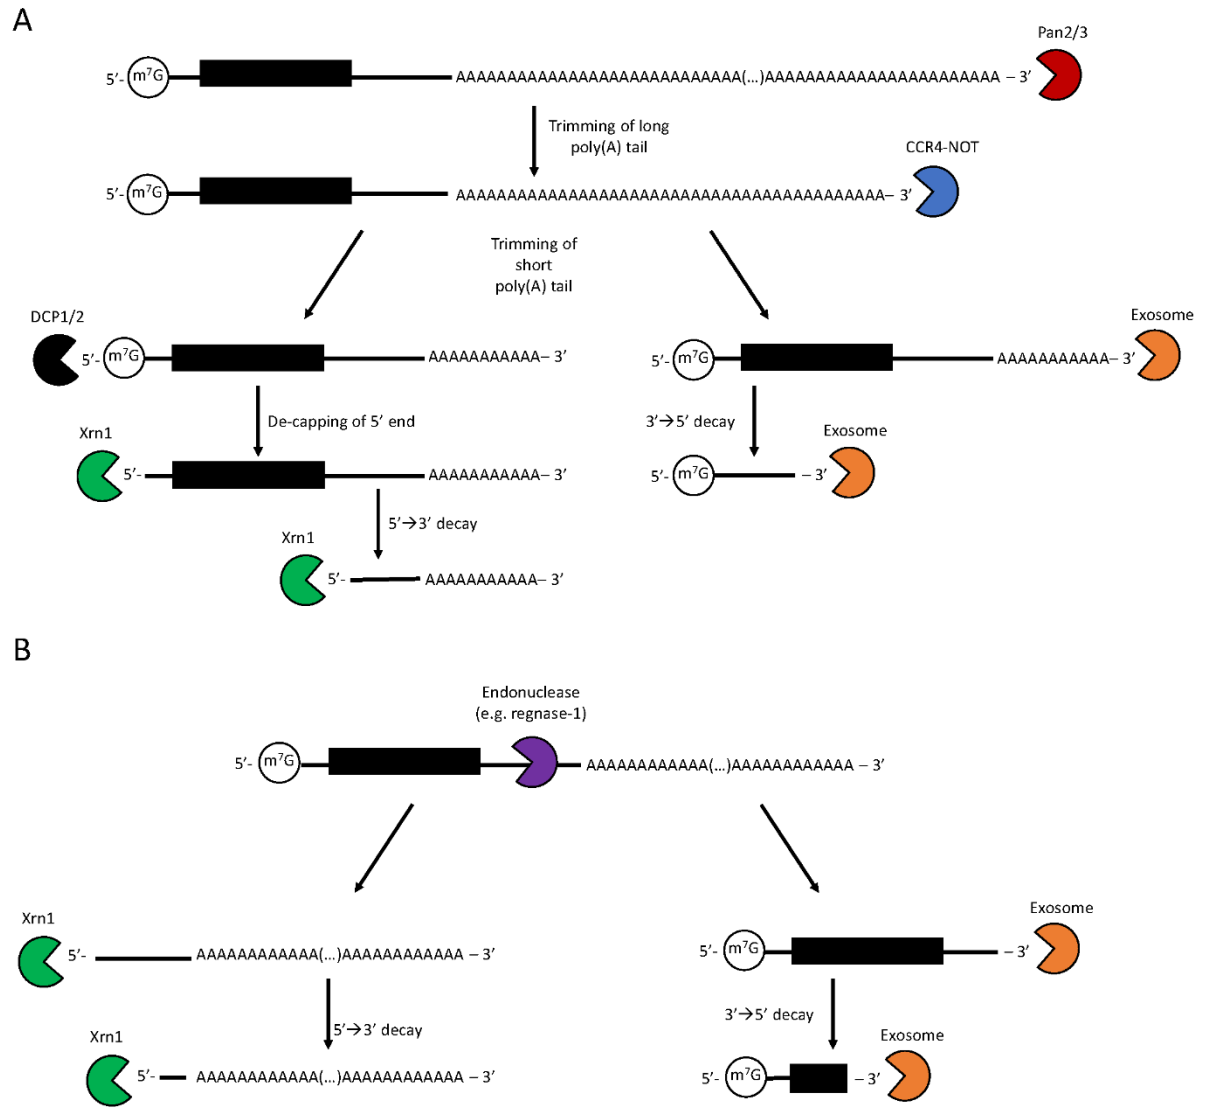 A
Pan2/3
5’- m⁷G AAAAAAAAAAAAAAAAAAAAAAAAAAAA(…)AAAAAAAAAAAAAAAAAAAAAAA – 3’
Trimming of long
poly(A) tail
CCR4-NOT
5’- m⁷G AAAAAAAAAAAAAAAAAAAAAAAAAAAAAAAAAAAAAAAAAA– 3’
Trimming of
short
poly(A) tail
DCP1/2
5’- m⁷G AAAAAAAAAAA– 3’
Exosome
5’- m⁷G AAAAAAAAAAA– 3’
De-capping of 5’ end
3’→5’ decay
Xrn1
5’- AAAAAAAAAAA– 3’
Exosome
5’- m⁷G – 3’
5’→3’ decay
Xrn1
5’- AAAAAAAAAAA– 3’
B
Endonuclease
(e.g. regnase-1)
5’- m⁷G AAAAAAAAAAAA(…)AAAAAAAAAAAA – 3’
Xrn1
5’- AAAAAAAAAAAA(…)AAAAAAAAAAAA – 3’
Exosome
5’- m⁷G – 3’
5’→3’ decay
3’→5’ decay
Xrn1
5’- AAAAAAAAAAAA(…)AAAAAAAAAAAA – 3’
Exosome
5’- m⁷G – 3’